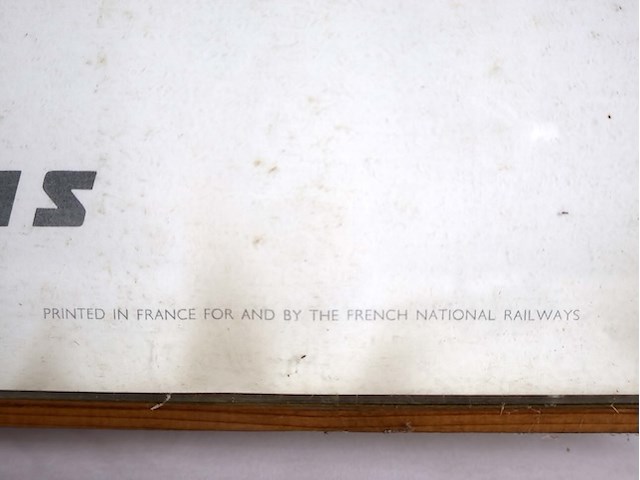 PRINTED IN FRANCE FOR AND BY THE FRENCH NATIONAL RAILWAYS